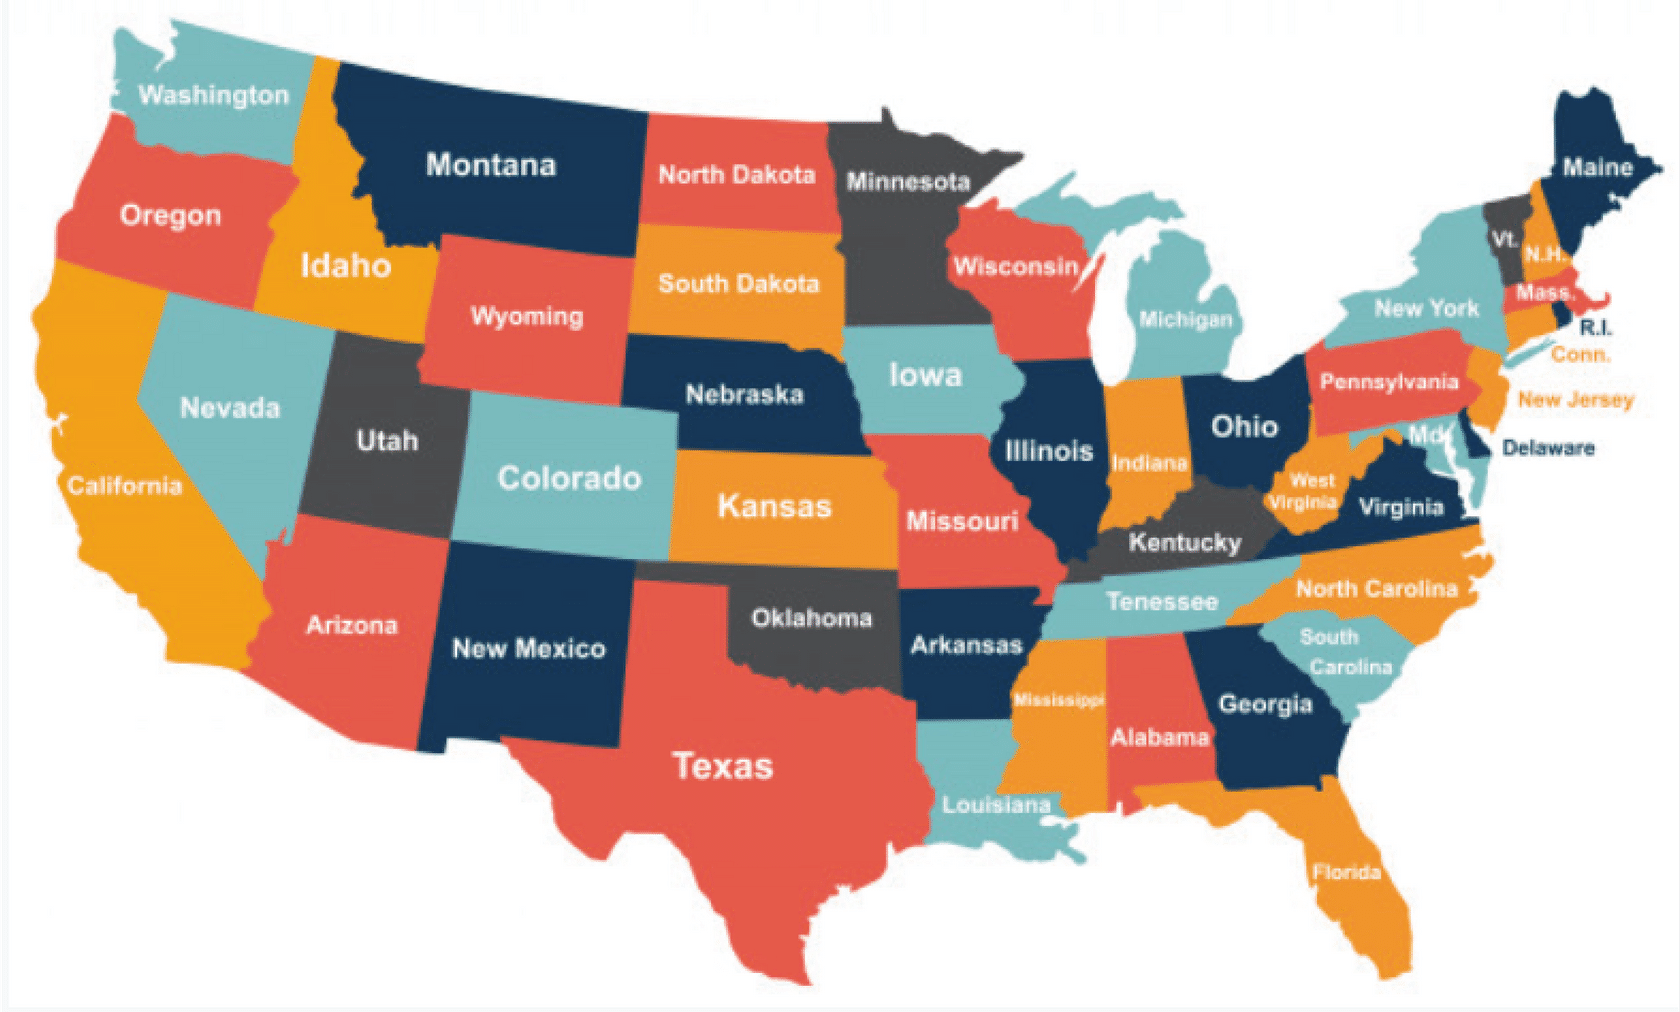 Washington
Montana
North Dakota
Minnesota
Maine
Oregon
Idaho
Wyoming
South Dakota
Wisconsin
Michigan
New York
Vt.
N.H.
Mass.
R.I.
Conn.
Nevada
Utah
Colorado
Nebraska
Iowa
Illinois
Indiana
Ohio
Pennsylvania
New Jersey
Md
Delaware
California
Kansas
Missouri
Kentucky
West
Virginia
Virginia
Arizona
New Mexico
Oklahoma
Arkansas
Tenessee
North Carolina
South
Carolina
Texas
Louisiana
Mississippi
Alabama
Georgia
Florida